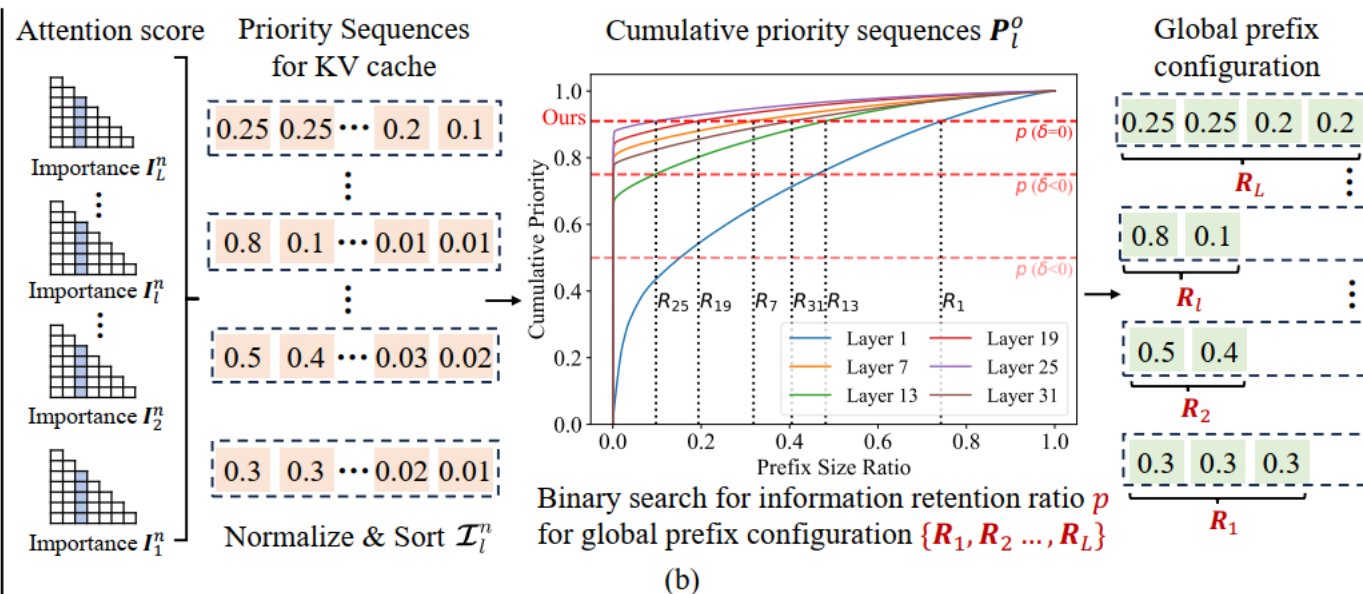 Attention score
Importance I_L^n
⋮
Importance I_l^n
⋮
Importance I_2^n
Importance I_1^n
Priority Sequences
for KV cache
0.25 0.25 ··· 0.2 0.1
⋮
0.8 0.1 ··· 0.01 0.01
⋮
0.5 0.4 ··· 0.03 0.02
0.3 0.3 ··· 0.02 0.01
Normalize & Sort I_l^n
Cumulative priority sequences P_l^o
Cumulative Priority
1.0
Ours
0.8
0.6
0.4
0.2
0.0
p (δ=0)
p (δ<0)
p (δ<0)
R25 R19 R7 R31 R13 R1
Layer 1 Layer 19
Layer 7 Layer 25
Layer 13 Layer 31
0.0 0.2 0.4 0.6 0.8 1.0
Prefix Size Ratio
Binary search for information retention ratio p
for global prefix configuration {R1, R2 ..., RL}
Global prefix
configuration
0.25 0.25 0.2 0.2
R_L
⋮
0.8 0.1
R_l
⋮
0.5 0.4
R_2
0.3 0.3 0.3
R_1
(b)